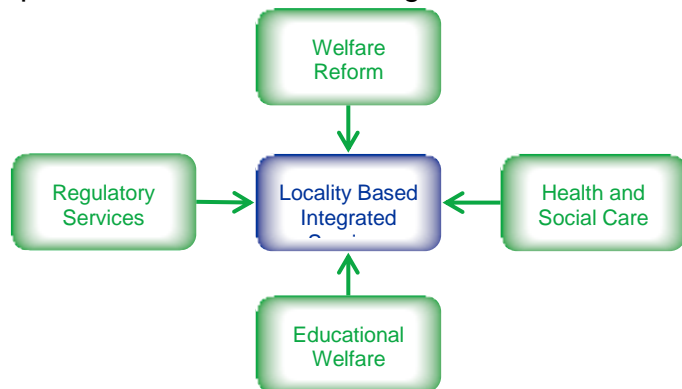 Welfare
Reform
Regulatory
Services
Locality Based
Integrated
Health and
Social Care
Educational
Welfare